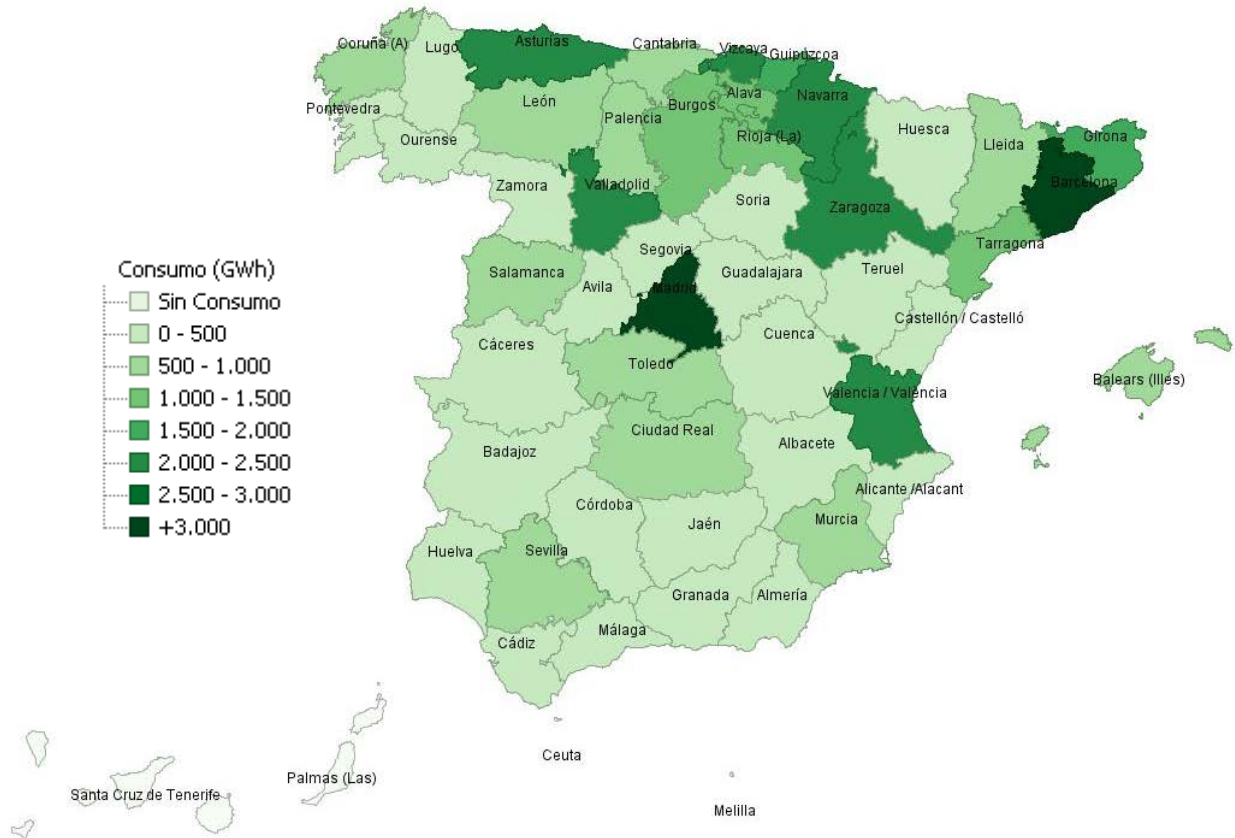 Coruña (A)
Lugo
Asturias
Cantabria
Vizcaya
Guipúzcoa
Pontevedra
Ourense
León
Palencia
Burgos
Alava
Navarra
Rioja (La)
Huesca
Lleida
Girona
Barcelona
Zamora
Valladolid
Soria
Zaragoza
Tarragona
Segovia
Salamanca
Avila
Madrid
Guadalajara
Teruel
Castellón / Castelló
Cuenca
Cáceres
Toledo
Valencia / València
Balears (Illes)
Badajoz
Ciudad Real
Albacete
Alicante /Alacant
Córdoba
Jaén
Murcia
Huelva
Sevilla
Granada
Almería
Cádiz
Málaga
Ceuta
Melilla
Palmas (Las)
Santa Cruz de Tenerife
Consumo (GWh)
Sin Consumo
0 - 500
500 - 1.000
1.000 - 1.500
1.500 - 2.000
2.000 - 2.500
2.500 - 3.000
+3.000